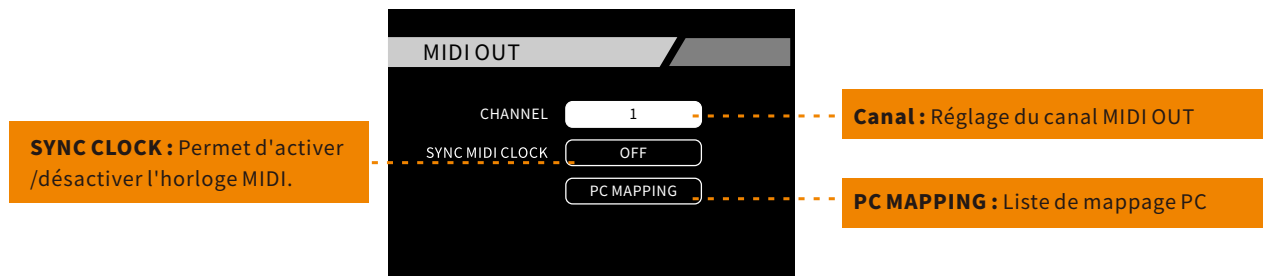 MIDI OUT
CHANNEL 1
SYNC MIDI CLOCK OFF
PC MAPPING
SYNC CLOCK : Permet d'activer
/désactiver l'horloge MIDI.
Canal : Réglage du canal MIDI OUT
PC MAPPING : Liste de mappage PC